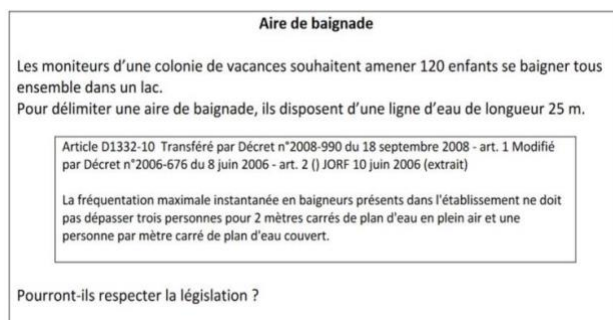 Aire de baignade
Les moniteurs d'une colonie de vacances souhaitent amener 120 enfants se baigner tous
ensemble dans un lac.
Pour délimiter une aire de baignade, ils disposent d'une ligne d'eau de longueur 25 m.
Article D1332-10 Transféré par Décret n°2008-990 du 18 septembre 2008 - art. 1 Modifié
par Décret n°2006-676 du 8 juin 2006 - art. 2 () JORF 10 juin 2006 (extrait)
La fréquentation maximale instantanée en baigneurs présents dans l'établissement ne doit
pas dépasser trois personnes pour 2 mètres carrés de plan d'eau en plein air et une
personne par mètre carré de plan d'eau couvert.
Pourront-ils respecter la législation ?